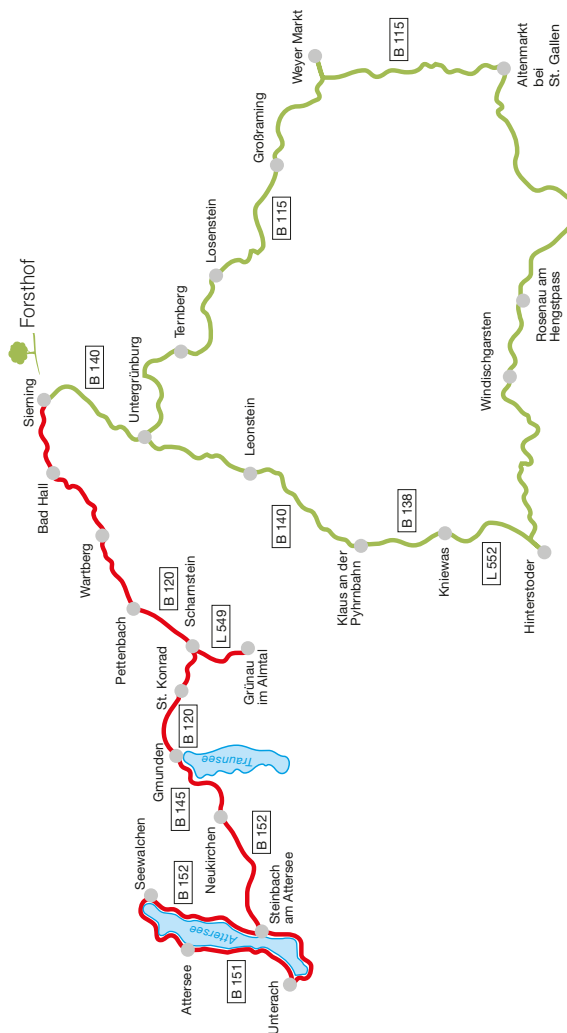 Forsthof
Sierning
B 140
Bad Hall
Wartberg
Pettenbach
B 120
Scharnstein
L 549
Grünau
im Almtal
St. Konrad
B 120
Gmunden
Traunsee
B 145
Neukirchen
B 152
Seewalchen
B 152
Steinbach
am Attersee
Attersee
Attersee
B 151
Unterach
Untergrünburg
Ternberg
Losenstein
B 115
Großraming
Weyer Markt
B 115
Altenmarkt
bei
St. Gallen
Leonstein
B 140
Klaus an der
Pyhrnbahn
B 138
Kniewas
L 552
Hinterstoder
Windischgarsten
Rosenau am
Hengstpass